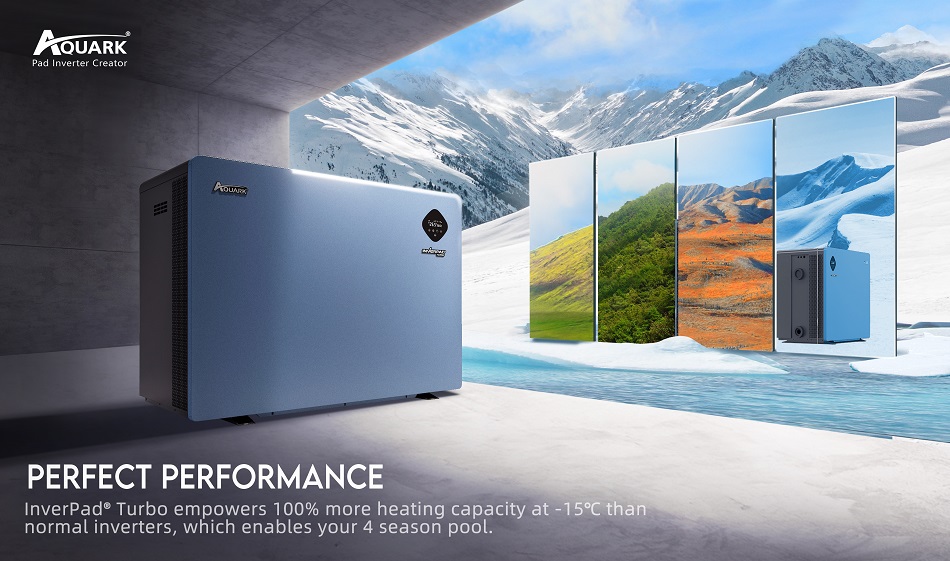 AQUARK®
Pad Inverter Creator
AQUARK
PERFECT PERFORMANCE
InverPad® Turbo empowers 100% more heating capacity at -15℃ than
normal inverters, which enables your 4 season pool.